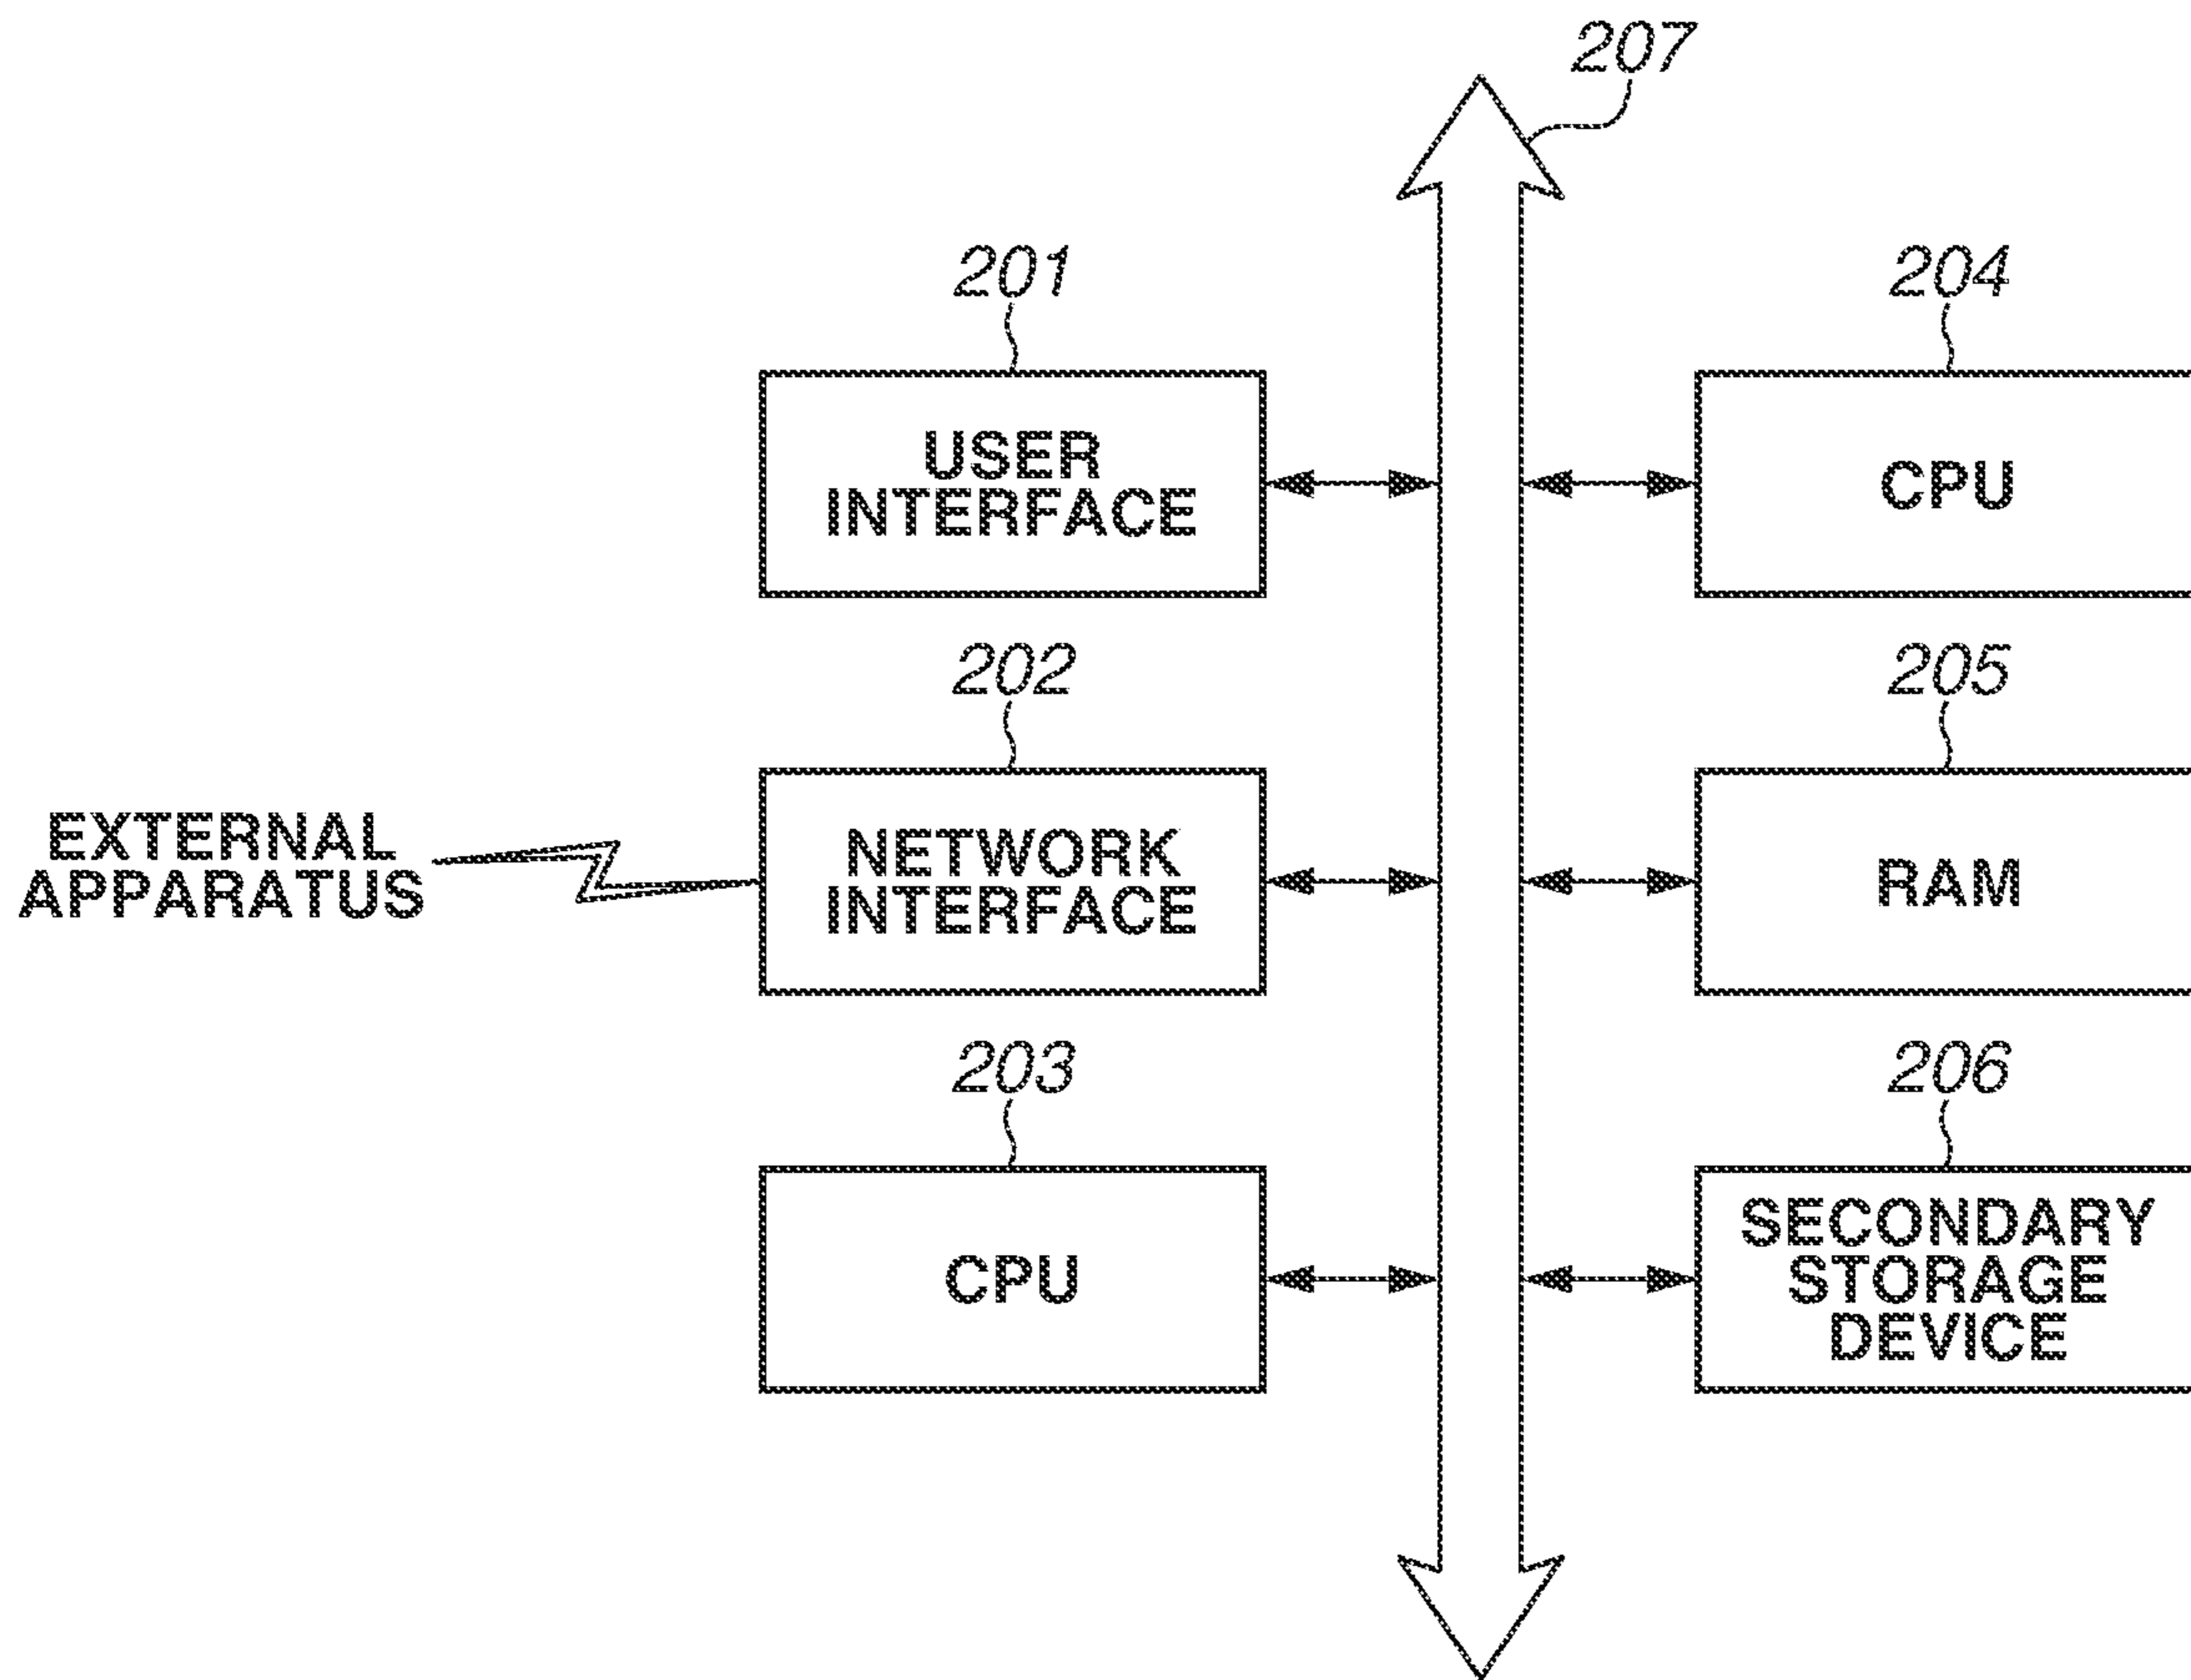 207
201
USER
INTERFACE
204
CPU
202
NETWORK
INTERFACE
EXTERNAL
APPARATUS
205
RAM
203
CPU
206
SECONDARY
STORAGE
DEVICE